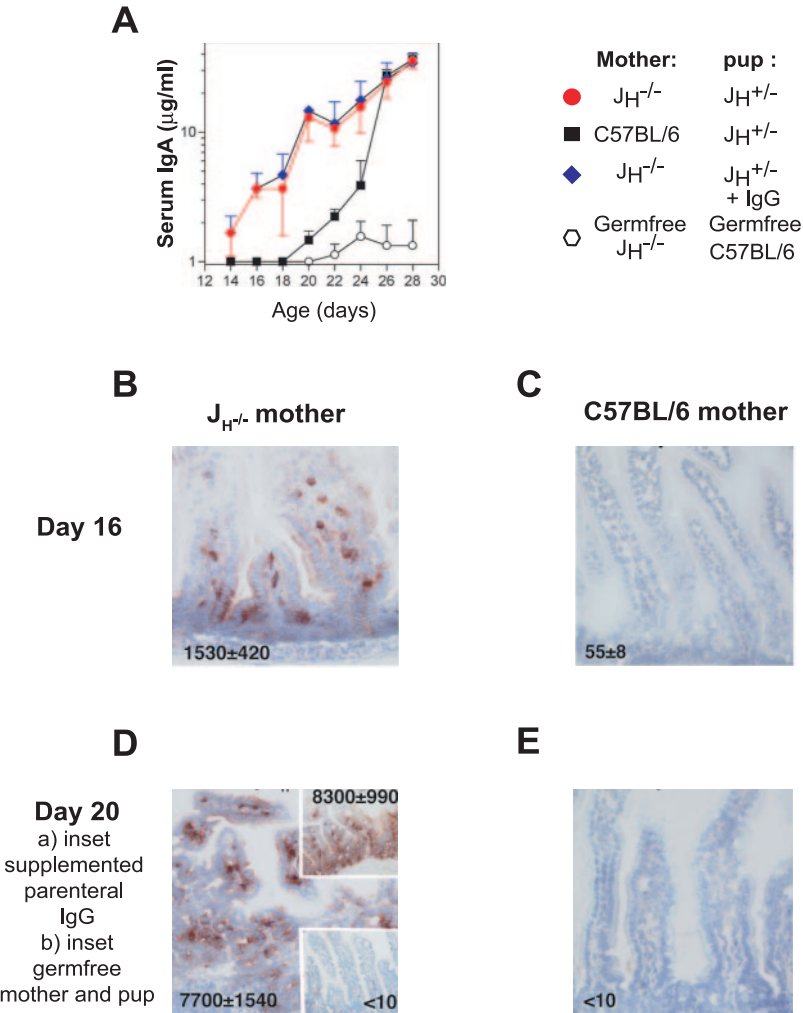 A
Serum IgA (µg/ml)
10
1
12 14 16 18 20 22 24 26 28 30
Age (days)
Mother: pup :
JH-/- JH+/-
C57BL/6 JH+/-
JH-/- JH+/-
+ IgG
Germfree Germfree
JH-/- C57BL/6
B
C
JH-/- mother
C57BL/6 mother
Day 16
1530±420
55±8
D
E
Day 20
a) inset
supplemented
parenteral
IgG
b) inset
germfree
mother and pup
8300±990
7700±1540
<10
<10